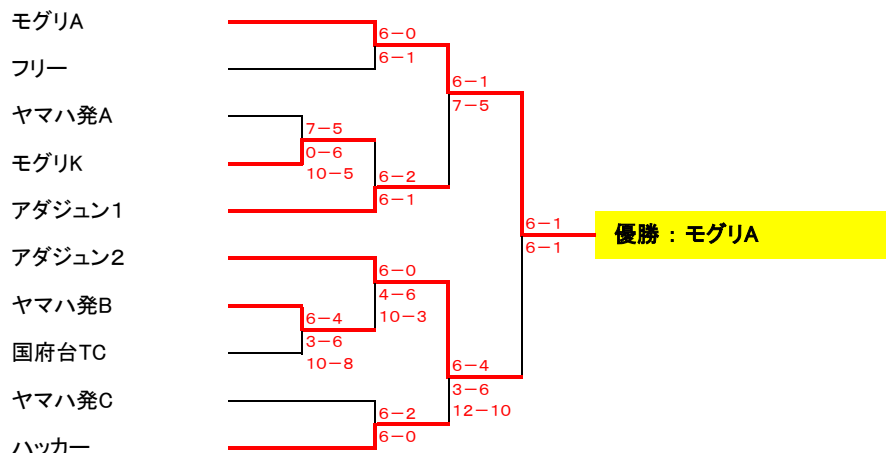 モグリA
フリー
ヤマハ発A
モグリK
アダジュン1
アダジュン2
ヤマハ発B
国府台TC
ヤマハ発C
ハッカー
6-0
6-1
7-5
0-6
10-5
6-2
6-1
6-1
7-5
6-0
4-6
10-3
6-4
3-6
10-8
6-2
6-0
6-4
3-6
12-10
6-1
6-1
優勝 : モグリA